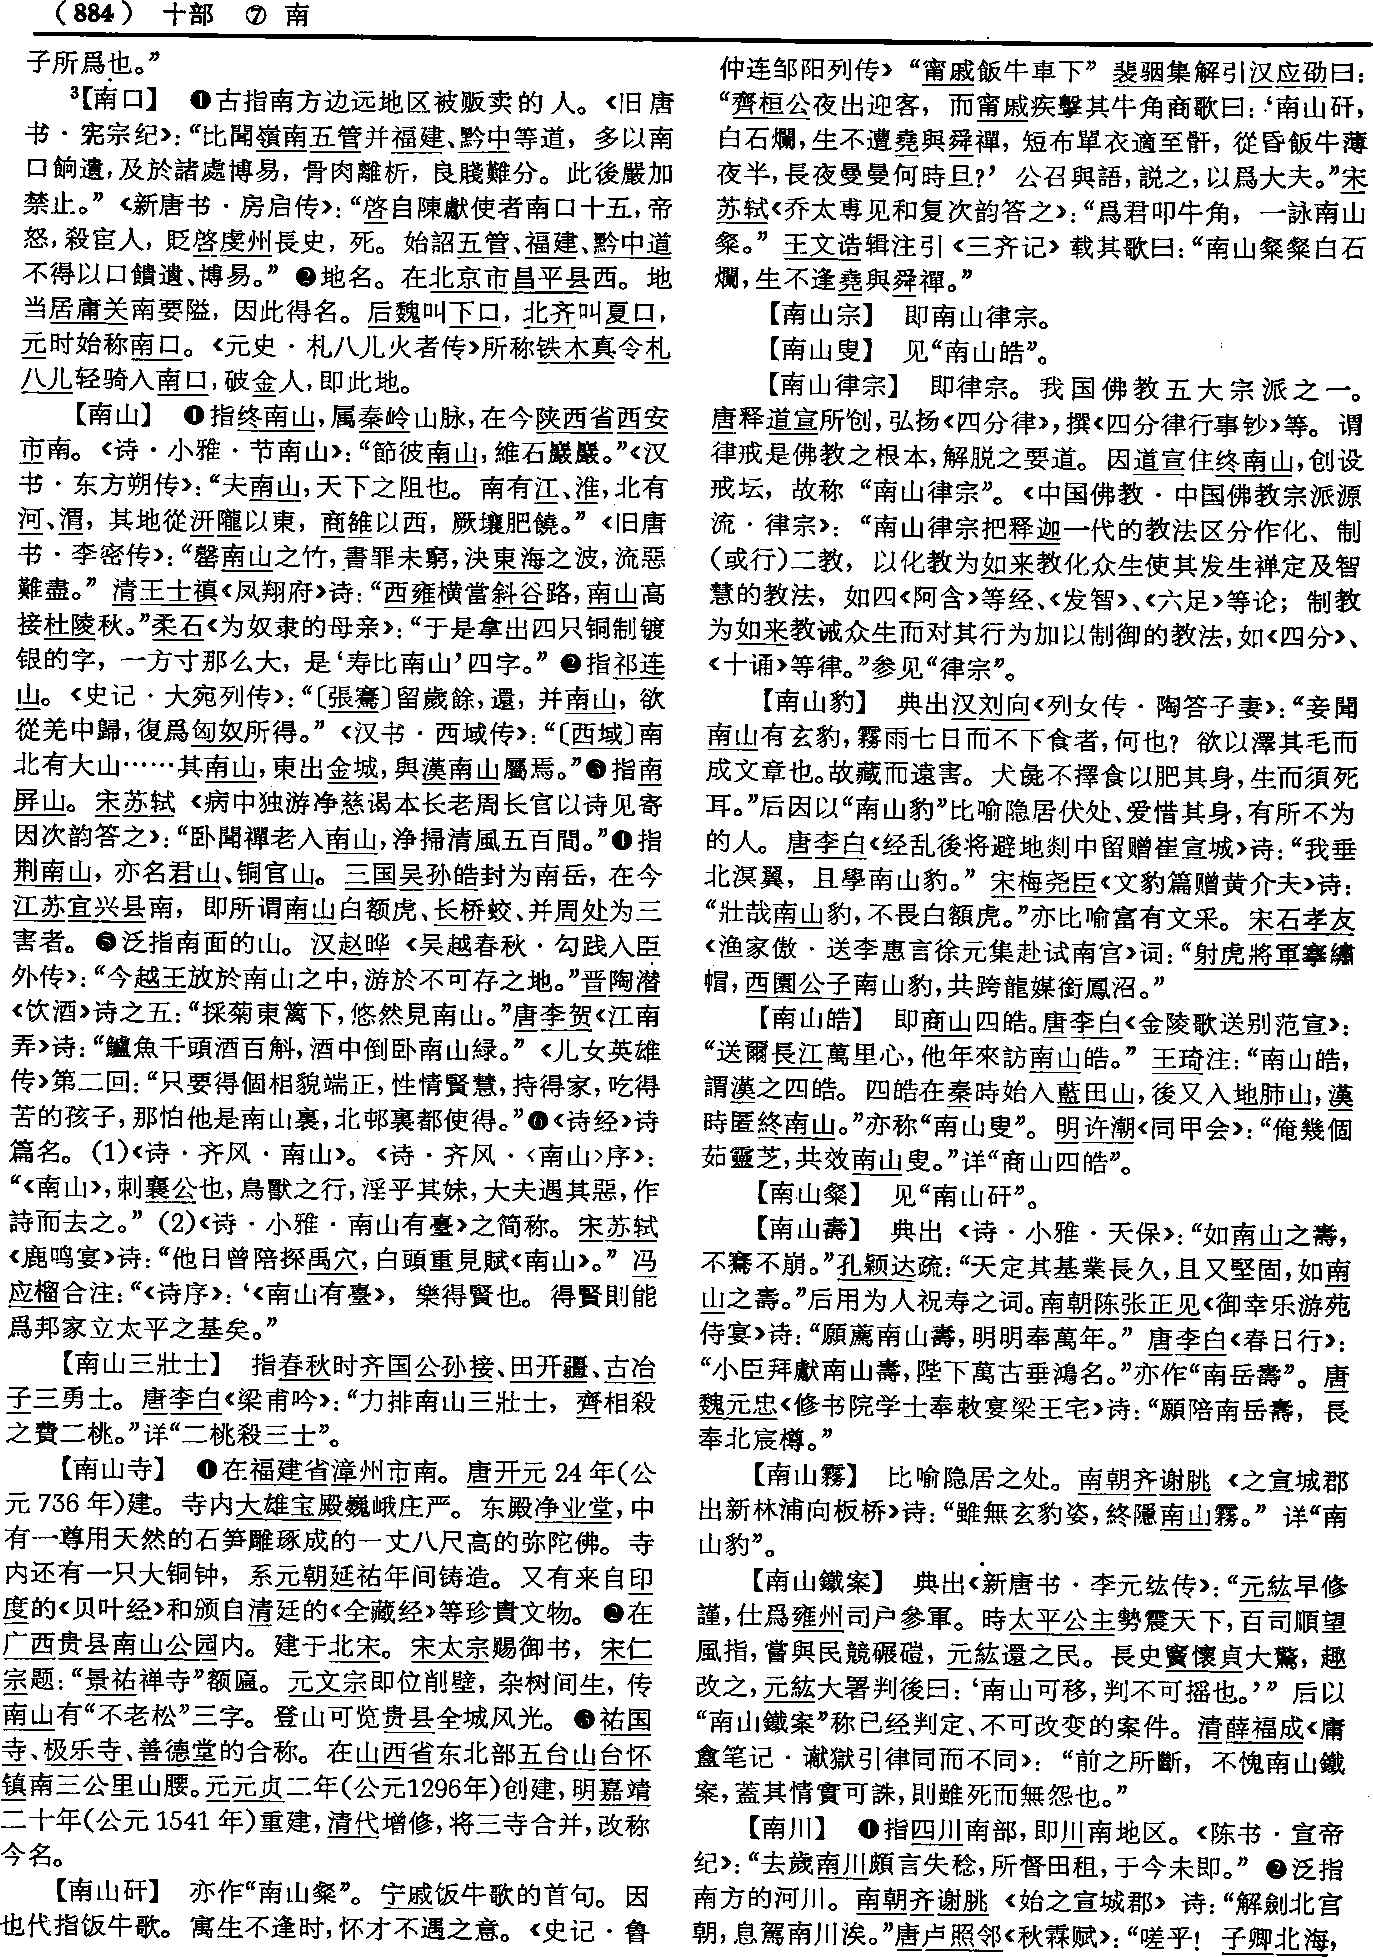 （884） 十部 ⑦ 南
子所爲也。”
³【南口】 ❶古指南方边远地区被贩卖的人。《旧唐
书·宪宗纪》：“比聞嶺南五管并福建、黔中等道，多以南
口餉遺，及於諸處博易，骨肉離析，良賤難分。此後嚴加
禁止。”《新唐书·房启传》：“啓自陳獻使者南口十五，帝
怒，殺宦人，貶啓虔州長史，死。始詔五管、福建、黔中道
不得以口饋遺、博易。” ❷地名。在北京市昌平县西。地
当居庸关南要隘，因此得名。后魏叫下口，北齐叫夏口，
元时始称南口。《元史·札八儿火者传》所称铁木真令札
八儿轻骑入南口，破金人，即此地。
【南山】 ❶指终南山，属秦岭山脉，在今陕西省西安
市南。《诗·小雅·节南山》：“節彼南山，維石巖巖。”《汉
书·东方朔传》：“夫南山，天下之阻也。南有江、淮，北有
河、渭，其地從汧隴以東，商雒以西，厥壤肥饒。”《旧唐
书·李密传》：“罄南山之竹，書罪未窮，決東海之波，流惡
難盡。” 清王士禛《凤翔府》诗：“西雍横當斜谷路，南山高
接杜陵秋。”柔石《为奴隶的母亲》：“于是拿出四只铜制镀
银的字，一方寸那么大，是‘寿比南山’四字。” ❷指祁连
山。《史记·大宛列传》：“〔張騫〕留歲餘，還，并南山，欲
從羌中歸，復爲匈奴所得。”《汉书·西域传》：“〔西域〕南
北有大山……其南山，東出金城，與漢南山屬焉。”❸指南
屏山。宋苏轼《病中独游净慈谒本长老周长官以诗见寄
因次韵答之》：“卧聞禪老入南山，净掃清風五百間。”❹指
荆南山，亦名君山、铜官山。三国吴孙皓封为南岳，在今
江苏宜兴县南，即所谓南山白额虎、长桥蛟、并周处为三
害者。❺泛指南面的山。汉赵晔《吴越春秋·勾践入臣
外传》：“今越王放於南山之中，游於不可存之地。”晋陶潜
《饮酒》诗之五：“採菊東籬下，悠然見南山。”唐李贺《江南
弄》诗：“鱸魚千頭酒百斛，酒中倒卧南山緑。”《儿女英雄
传》第二回：“只要得個相貌端正，性情賢慧，持得家，吃得
苦的孩子，那怕他是南山裏，北邨裏都使得。”❻《诗经》诗
篇名。(1)《诗·齐风·南山》。《诗·齐风·〈南山〉序》：
“《南山》，刺襄公也，鳥獸之行，淫乎其妹，大夫遇其惡，作
詩而去之。” (2)《诗·小雅·南山有臺》之简称。宋苏轼
《鹿鸣宴》诗：“他日曾陪探禹穴，白頭重見賦《南山》。” 冯
应榴合注：“《诗序》：‘《南山有臺》，樂得賢也。得賢則能
爲邦家立太平之基矣。”
【南山三壯士】 指春秋时齐国公孙接、田开疆、古冶
子三勇士。唐李白《梁甫吟》：“力排南山三壯士，齊相殺
之費二桃。”详“二桃殺三士”。
【南山寺】 ❶在福建省漳州市南。唐开元24年(公
元736年)建。寺内大雄宝殿巍峨庄严。东殿净业堂，中
有一尊用天然的石笋雕琢成的一丈八尺高的弥陀佛。寺
内还有一只大铜钟，系元朝延祐年间铸造。又有来自印
度的《贝叶经》和颁自清廷的《全藏经》等珍貴文物。❷在
广西贵县南山公园内。建于北宋。宋太宗赐御书，宋仁
宗题：“景祐禅寺”额匾。元文宗即位削壁，杂树间生，传
南山有“不老松”三字。登山可览贵县全城风光。❸祐国
寺、极乐寺、善德堂的合称。在山西省东北部五台山台怀
镇南三公里山腰。元元贞二年(公元1296年)创建，明嘉靖
二十年(公元1541年)重建，清代增修，将三寺合并，改称
今名。
【南山矸】 亦作“南山粲”。宁戚饭牛歌的首句。因
也代指饭牛歌。寓生不逢时，怀才不遇之意。《史记·鲁
仲连邹阳列传》“甯戚飯牛車下”裴骃集解引汉应劭曰：
“齊桓公夜出迎客，而甯戚疾擊其牛角商歌曰：‘南山矸，
白石爛，生不遭堯與舜禪，短布單衣適至骭，從昏飯牛薄
夜半，長夜曼曼何時旦？’公召與語，説之，以爲大夫。”宋
苏轼《乔太専见和复次韵答之》：“爲君叩牛角，一詠南山
粲。” 王文诰辑注引《三齐记》载其歌曰：“南山粲粲白石
爛，生不逢堯與舜禪。”
【南山宗】 即南山律宗。
【南山叟】 见“南山皓”。
【南山律宗】 即律宗。我国佛教五大宗派之一。
唐释道宣所创，弘扬《四分律》，撰《四分律行事钞》等。谓
律戒是佛教之根本，解脱之要道。因道宣住终南山，创设
戒坛，故称“南山律宗”。《中国佛教·中国佛教宗派源
流·律宗》：“南山律宗把释迦一代的教法区分作化、制
(或行)二教，以化教为如来教化众生使其发生禅定及智
慧的教法，如四《阿含》等经、《发智》、《六足》等论；制教
为如来教诫众生而对其行为加以制御的教法，如《四分》、
《十诵》等律。”参见“律宗”。
【南山豹】 典出汉刘向《列女传·陶答子妻》：“妾聞
南山有玄豹，霧雨七日而不下食者，何也？欲以澤其毛而
成文章也。故藏而遠害。犬彘不擇食以肥其身，生而須死
耳。”后因以“南山豹”比喻隐居伏处、爱惜其身，有所不为
的人。唐李白《经乱後将避地剡中留赠崔宣城》诗：“我垂
北溟翼，且學南山豹。” 宋梅尧臣《文豹篇赠黄介夫》诗：
“壯哉南山豹，不畏白額虎。”亦比喻富有文采。宋石孝友
《渔家傲·送李惠言徐元集赴试南宫》词：“射虎將軍搴繡
帽，西園公子南山豹，共跨龍媒銜鳳沼。”
【南山皓】 即商山四皓。唐李白《金陵歌送别范宣》：
“送爾長江萬里心，他年來訪南山皓。” 王琦注：“南山皓，
謂漢之四皓。四皓在秦時始入藍田山，後又入地肺山，漢
時匿終南山。”亦称“南山叟”。明许潮《同甲会》：“俺幾個
茹靈芝，共效南山叟。”详“商山四皓”。
【南山粲】 见“南山矸”。
【南山壽】 典出《诗·小雅·天保》：“如南山之壽，
不騫不崩。”孔颖达疏：“天定其基業長久，且又堅固，如南
山之壽。”后用为人祝寿之词。南朝陈张正见《御幸乐游苑
侍宴》诗：“願薦南山壽，明明奉萬年。” 唐李白《春日行》：
“小臣拜獻南山壽，陛下萬古垂鴻名。”亦作“南岳壽”。唐
魏元忠《修书院学士奉敕宴梁王宅》诗：“願陪南岳壽，長
奉北宸樽。”
【南山霧】 比喻隐居之处。南朝齐谢朓《之宣城郡
出新林浦向板桥》诗：“雖無玄豹姿，終隱南山霧。” 详“南
山豹”。
【南山鐵案】 典出《新唐书·李元纮传》：“元紘早修
謹，仕爲雍州司户參軍。時太平公主勢震天下，百司順望
風指，嘗與民競碾磑，元紘還之民。長史竇懷貞大驚，趣
改之，元紘大署判後曰：‘南山可移，判不可摇也。’” 后以
“南山鐵案”称已经判定、不可改变的案件。清薛福成《庸
盦笔记·谳獄引律同而不同》：“前之所斷，不愧南山鐵
案，蓋其情實可誅，則雖死而無怨也。”
【南川】 ❶指四川南部，即川南地区。《陈书·宣帝
纪》：“去歲南川頗言失稔，所督田租，于今未即。” ❷泛指
南方的河川。南朝齐谢朓《始之宣城郡》诗：“解劍北宫
朝，息駕南川涘。”唐卢照邻《秋霖赋》：“嗟乎！子卿北海，